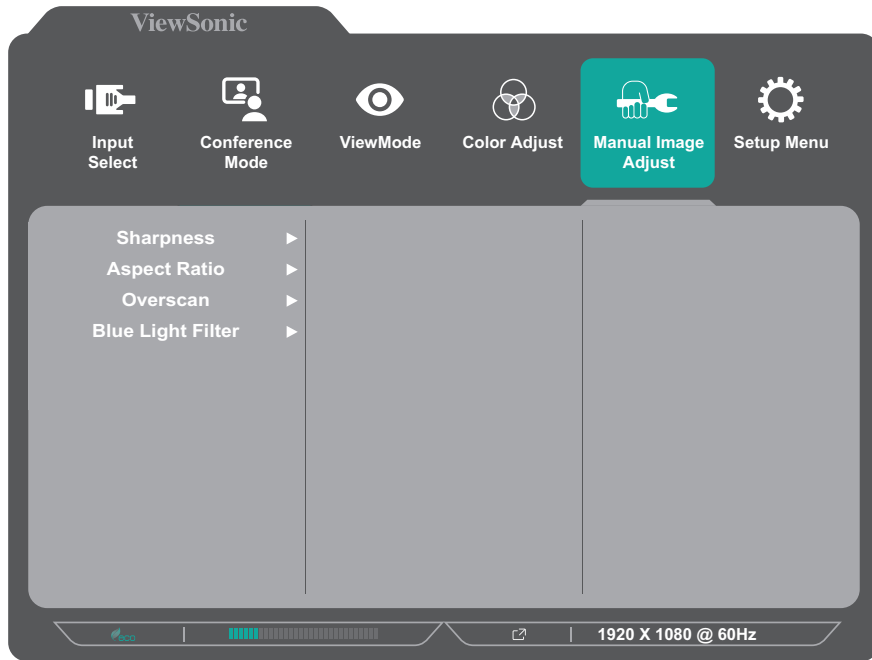 ViewSonic
Input
Select
Conference
Mode
ViewMode
Color Adjust
Manual Image
Adjust
Setup Menu
Sharpness
Aspect Ratio
Overscan
Blue Light Filter
eco
1920 X 1080 @ 60Hz